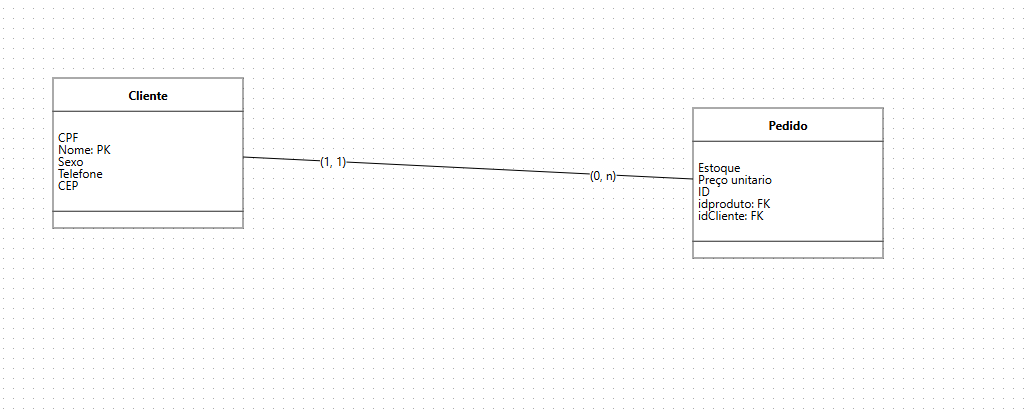 Cliente
CPF
Nome: PK
Sexo
Telefone
CEP
(1, 1)
(0, n)
Pedido
Estoque
Preço unitario
ID
idproduto: FK
idCliente: FK